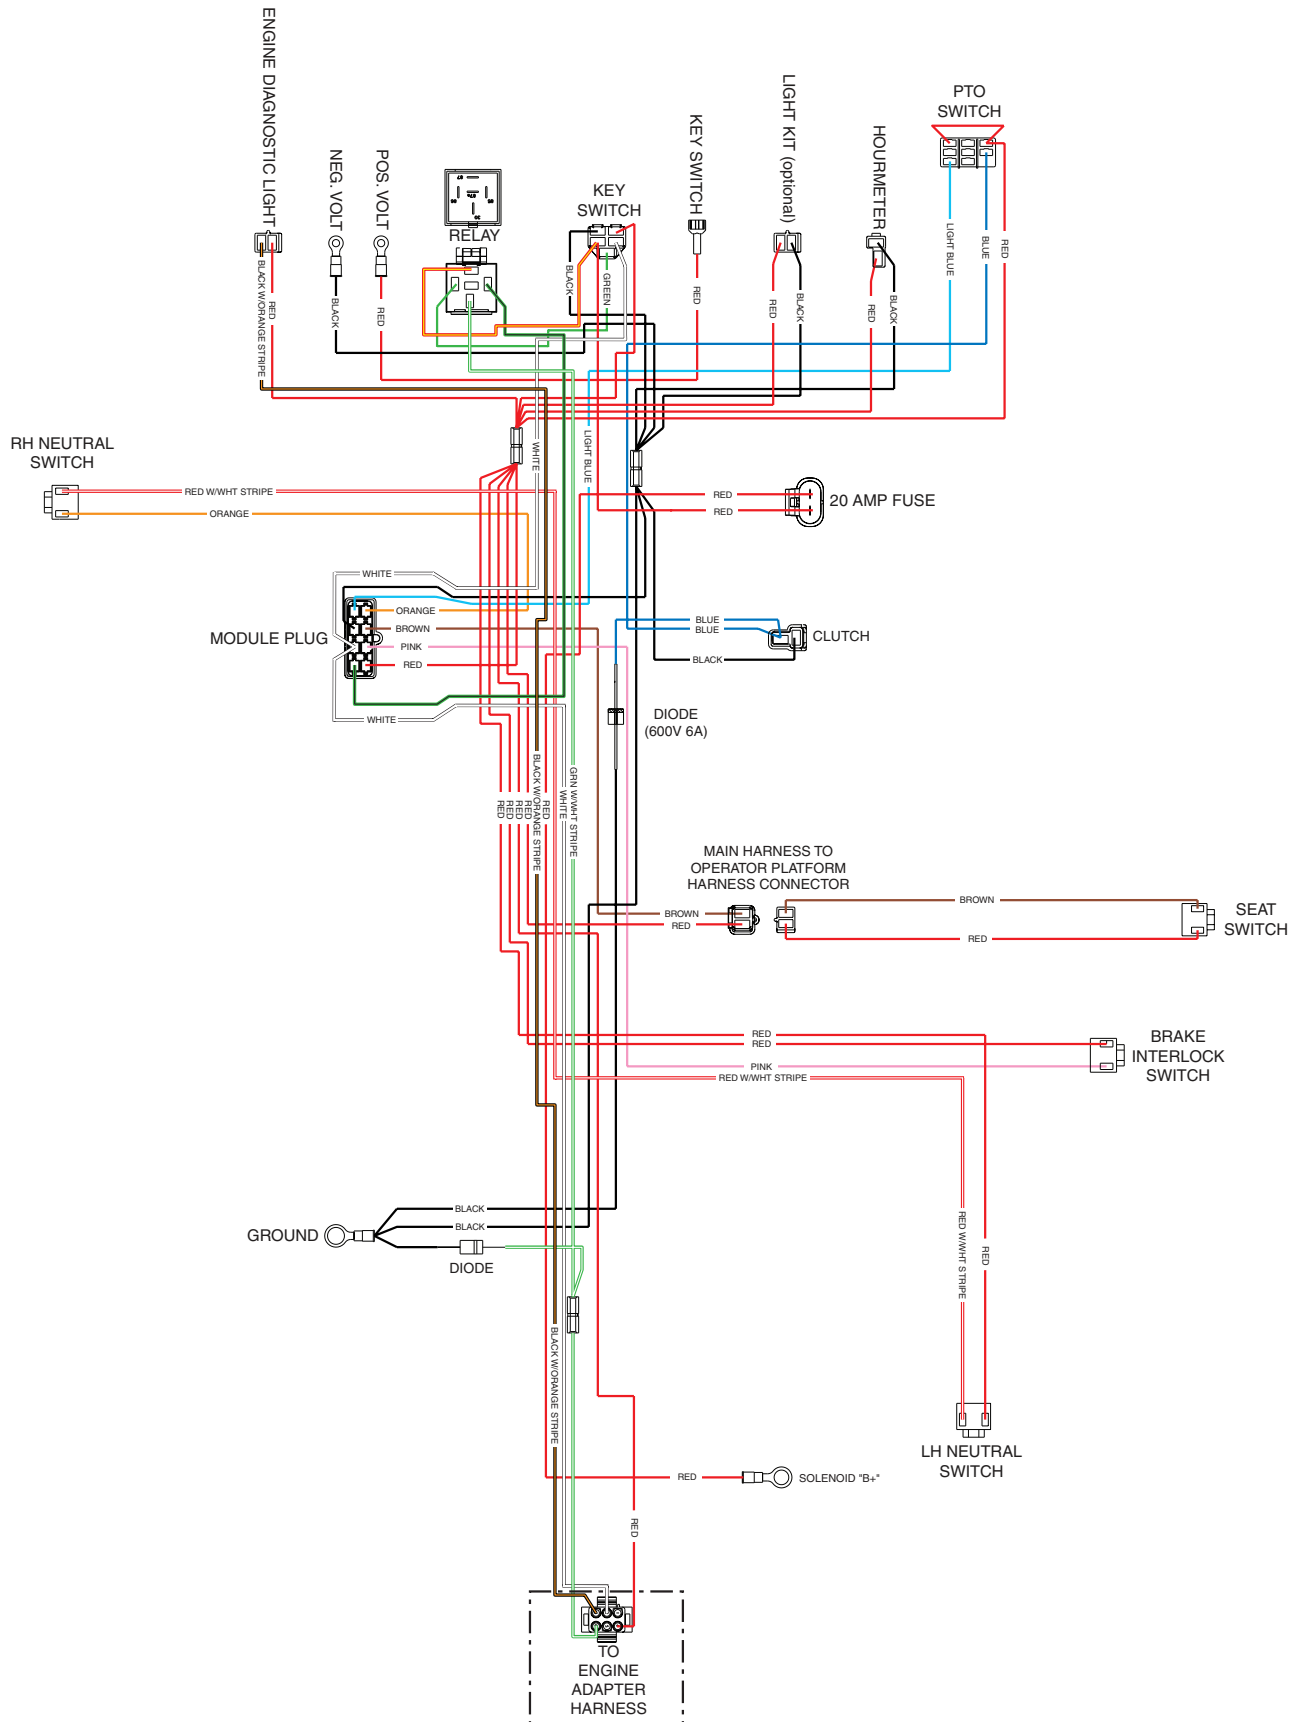 ENGINE DIAGNOSTIC LIGHT
NEG. VOLT
POS. VOLT
RELAY
KEY
SWITCH
KEY SWITCH
LIGHT KIT (optional)
HOURMETER
PTO
SWITCH
BLACK W/ORANGE STRIPE
RED
BLACK
RED
BLACK
GREEN
RED
RED
BLACK
RED
BLACK
LIGHT BLUE
BLUE
RED
RH NEUTRAL
SWITCH
RED W/WHT STRIPE
ORANGE
WHITE
LIGHT BLUE
RED
RED
20 AMP FUSE
WHITE
MODULE PLUG
ORANGE
BROWN
PINK
RED
WHITE
BLUE
BLUE
BLACK
CLUTCH
DIODE
(600V 6A)
RED
RED
RED
RED
BLACK W/ORANGE STRIPE
RED
WHITE
GRN W/WHT STRIPE
MAIN HARNESS TO
OPERATOR PLATFORM
HARNESS CONNECTOR
BROWN
RED
BROWN
RED
SEAT
SWITCH
RED
RED
PINK
RED W/WHT STRIPE
BRAKE
INTERLOCK
SWITCH
GROUND
BLACK
BLACK
DIODE
RED W/WHT STRIPE
RED
BLACK W/ORANGE STRIPE
LH NEUTRAL
SWITCH
RED
SOLENOID "B+"
RED
TO
ENGINE
ADAPTER
HARNESS